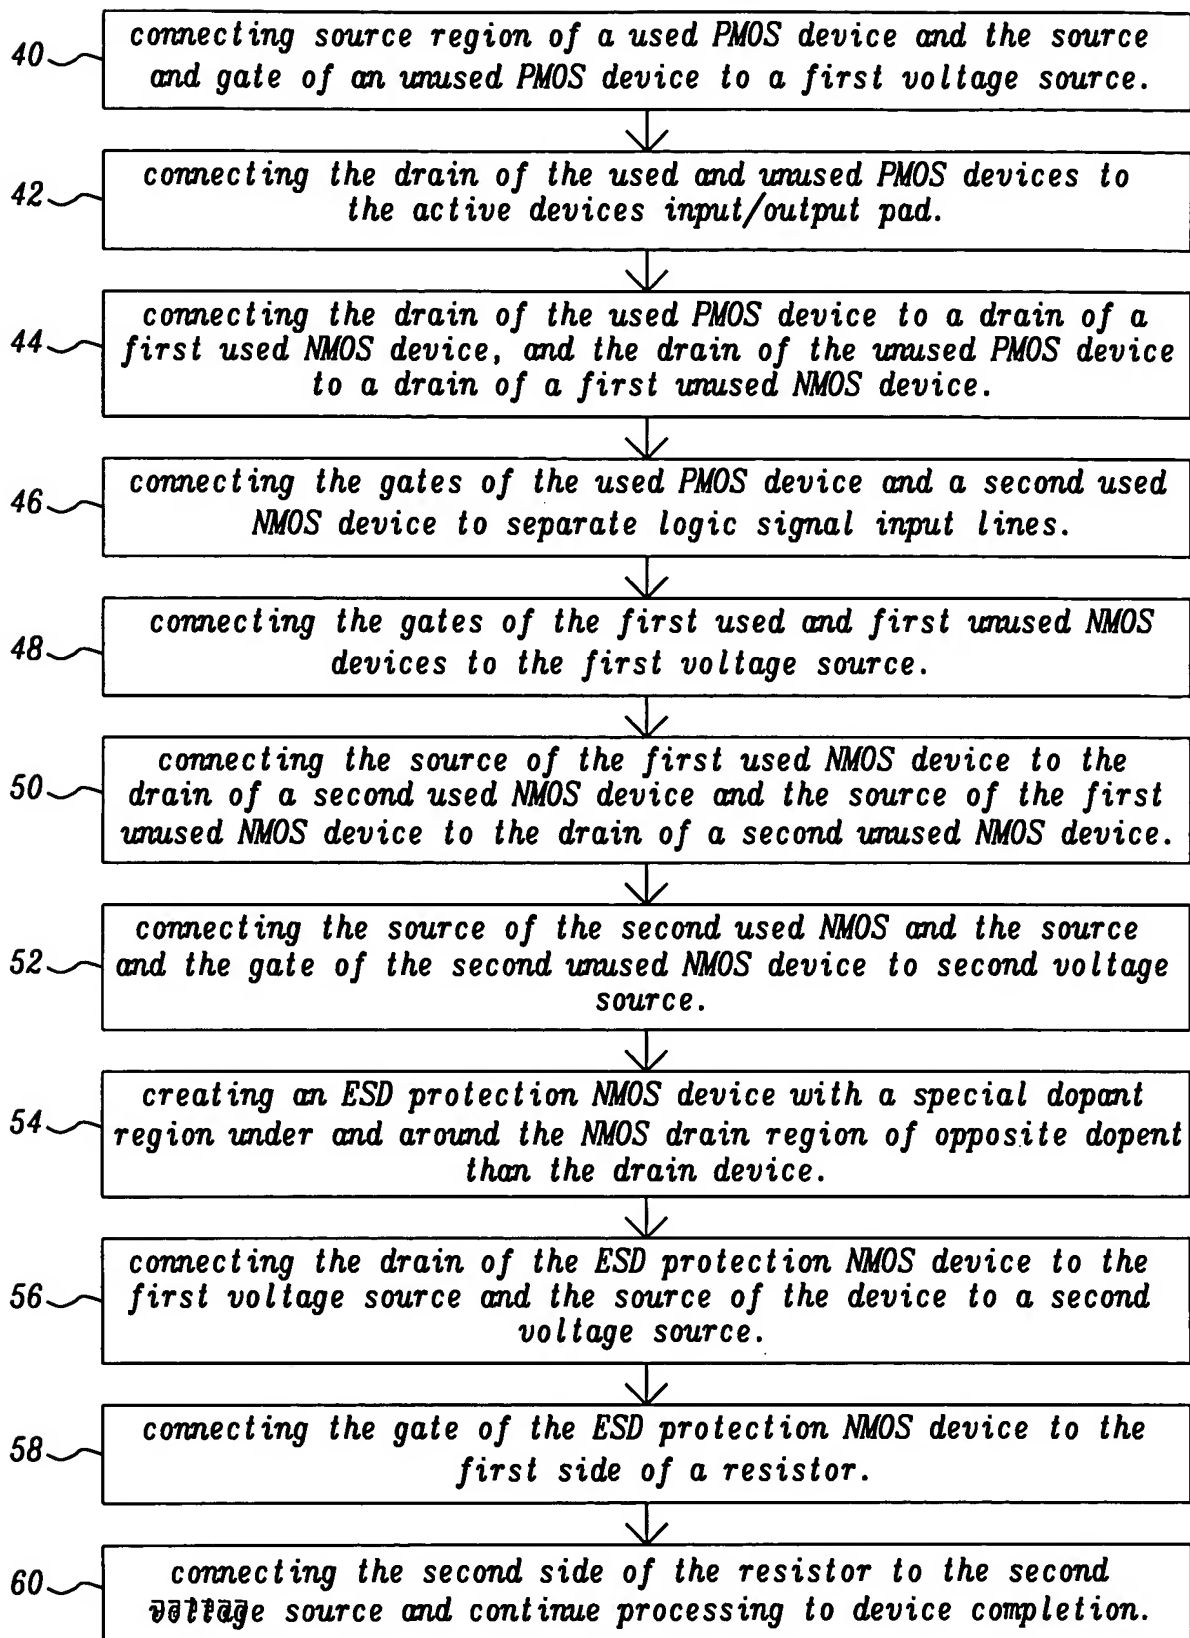 40
connecting source region of a used PMOS device and the source
and gate of an unused PMOS device to a first voltage source.
42
connecting the drain of the used and unused PMOS devices to
the active devices input/output pad.
44
connecting the drain of the used PMOS device to a drain of a
first used NMOS device, and the drain of the unused PMOS device
to a drain of a first unused NMOS device.
46
connecting the gates of the used PMOS device and a second used
NMOS device to separate logic signal input lines.
48
connecting the gates of the first used and first unused NMOS
devices to the first voltage source.
50
connecting the source of the first used NMOS device to the
drain of a second used NMOS device and the source of the first
unused NMOS device to the drain of a second unused NMOS device.
52
connecting the source of the second used NMOS and the source
and the gate of the second unused NMOS device to second voltage
source.
54
creating an ESD protection NMOS device with a special dopant
region under and around the NMOS drain region of opposite dopent
than the drain device.
56
connecting the drain of the ESD protection NMOS device to the
first voltage source and the source of the device to a second
voltage source.
58
connecting the gate of the ESD protection NMOS device to the
first side of a resistor.
60
connecting the second side of the resistor to the second
voltage source and continue processing to device completion.